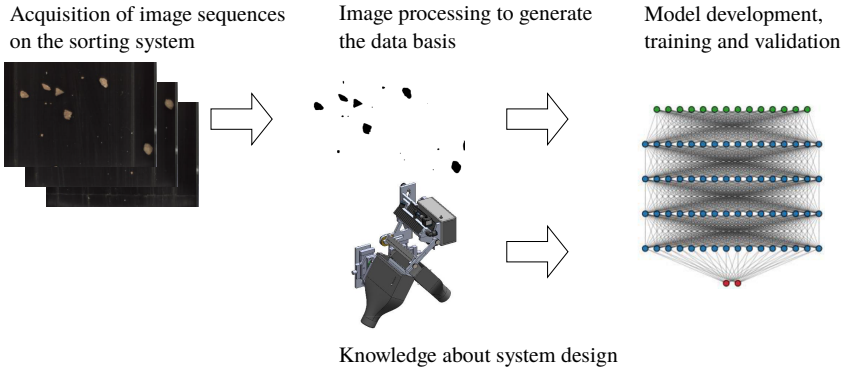 Acquisition of image sequences
on the sorting system
Image processing to generate
the data basis
Model development,
training and validation
Knowledge about system design